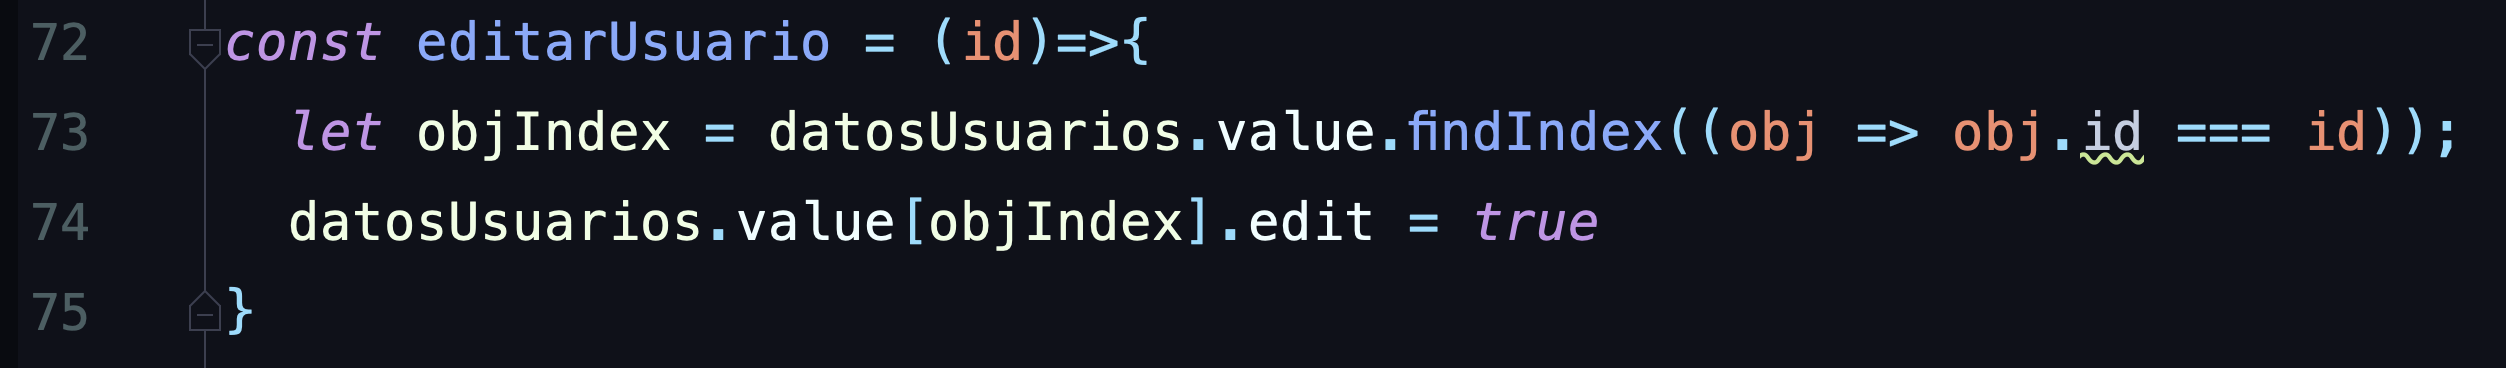 72 const editarUsuario = (id)=>{
73 let objIndex = datosUsuarios.value.findIndex((obj => obj.id === id));
74 datosUsuarios.value[objIndex].edit = true
75 }